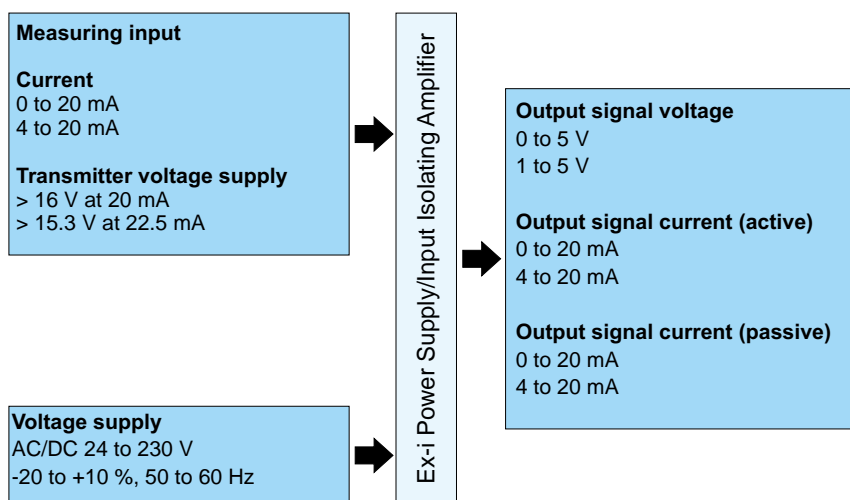 Measuring input
Current
0 to 20 mA
4 to 20 mA
Transmitter voltage supply
> 16 V at 20 mA
> 15.3 V at 22.5 mA
Voltage supply
AC/DC 24 to 230 V
-20 to +10 %, 50 to 60 Hz
Ex-i Power Supply/Input Isolating Amplifier
Output signal voltage
0 to 5 V
1 to 5 V
Output signal current (active)
0 to 20 mA
4 to 20 mA
Output signal current (passive)
0 to 20 mA
4 to 20 mA